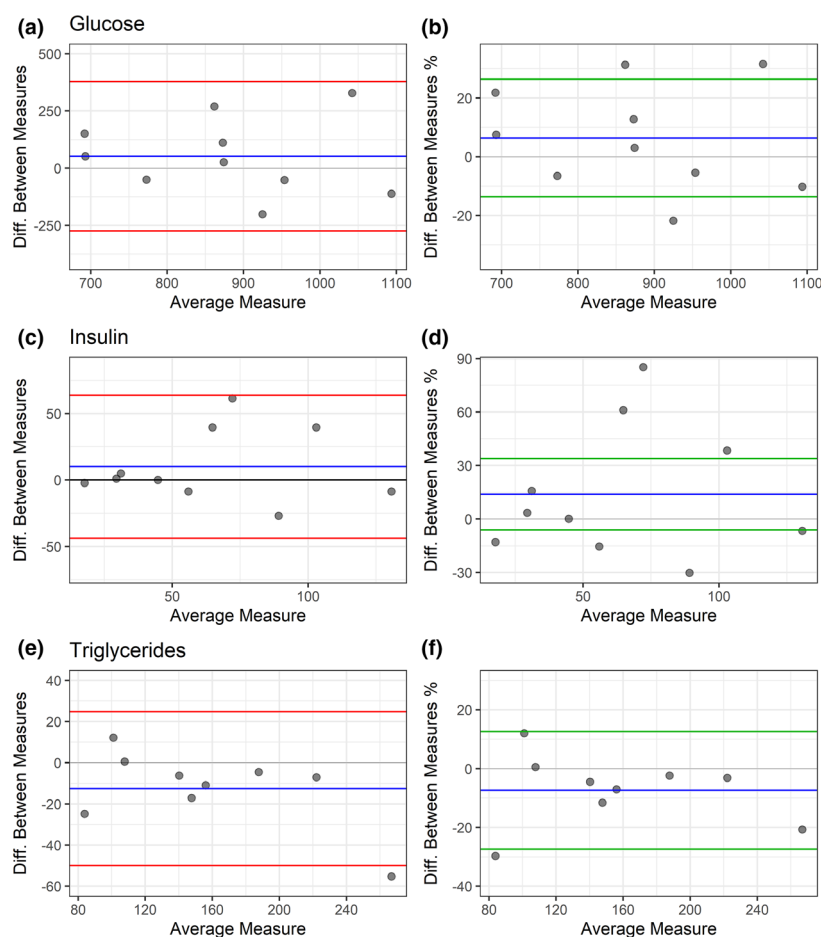 (a) Glucose
Diff. Between Measures
500
250
0
-250
700 800 900 1000 1100
Average Measure
(b)
Diff. Between Measures %
20
0
-20
700 800 900 1000 1100
Average Measure
(c) Insulin
Diff. Between Measures
50
0
-50
50 100
Average Measure
(d)
Diff. Between Measures %
90
60
30
0
-30
50 100
Average Measure
(e) Triglycerides
Diff. Between Measures
40
20
0
-20
-40
-60
80 120 160 200 240
Average Measure
(f)
Diff. Between Measures %
20
0
-20
-40
80 120 160 200 240
Average Measure